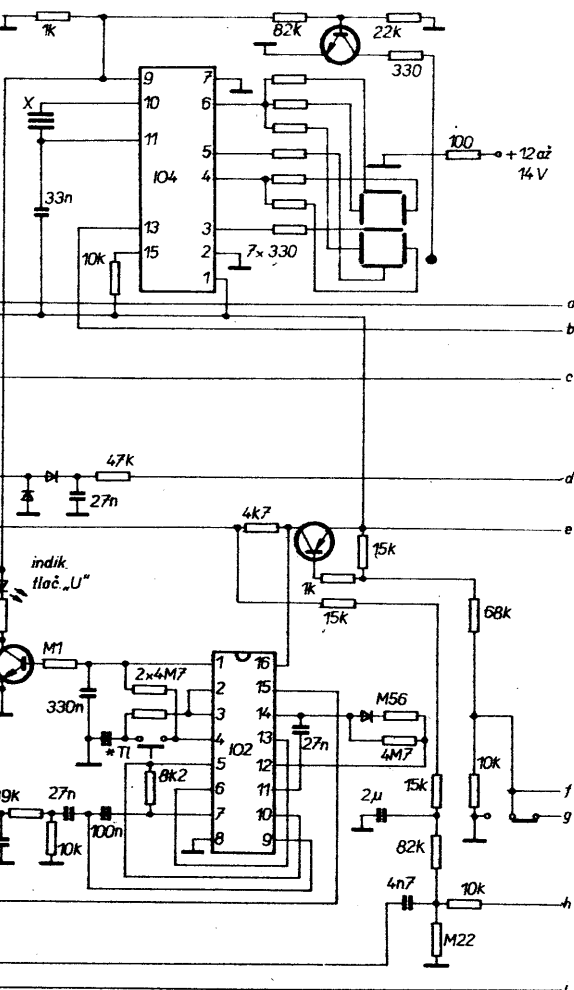 1k
82k
22k
330
9
7
X
10
6
11
5
100
+ 12 až
14 V
IO4
4
33n
13
3
10k
15
2
7× 330
1
a
b
c
47k
d
27n
4k7
e
15k
indik.
tlač. „U"
1k
15k
68k
M1
1
16
2×4M7
2
15
M56
330n
3
14
* Tl
4
IO2
13
27n
4M7
5
12
8k2
6
11
15k
10k
f
27n
2μ
g
100n
7
10
10k
8
9
82k
4n7
10k
h
M22